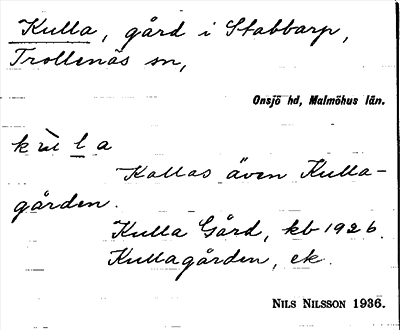 Kulla, gård i Stabbarp,
Trollenäs sn,
Onsjö hd, Malmöhus län.
kùl̲a
Kallas även Kulla-
gården.
Kulla Gård, kb 1926.
Kullagården, ek.
NILS NILSSON 1936.